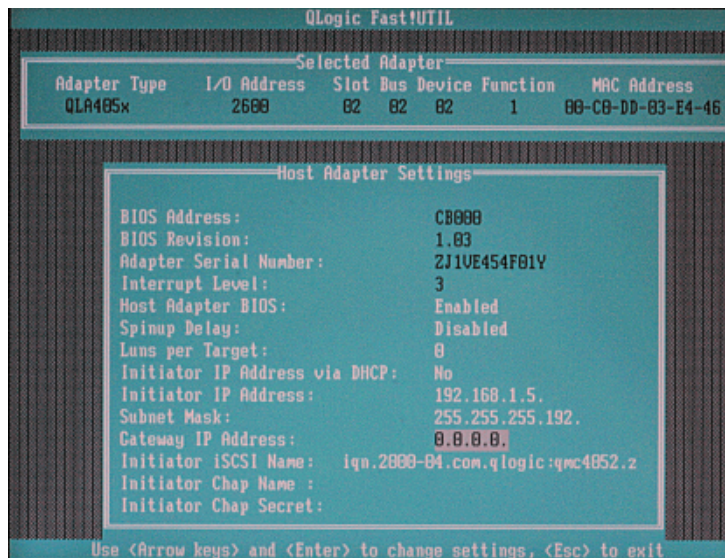 QLogic Fast!UTIL
Selected Adapter
Adapter Type I/O Address Slot Bus Device Function MAC Address
QLA405x 2600 02 02 02 1 00-C0-DD-03-E4-46
Host Adapter Settings
BIOS Address: CB000
BIOS Revision: 1.03
Adapter Serial Number: ZJ1VE454F01Y
Interrupt Level: 3
Host Adapter BIOS: Enabled
Spinup Delay: Disabled
Luns per Target: 0
Initiator IP Address via DHCP: No
Initiator IP Address: 192.168.1.5.
Subnet Mask: 255.255.255.192.
Gateway IP Address: 0.0.0.0.
Initiator iSCSI Name: iqn.2000-04.com.qlogic:qmc4052.z
Initiator Chap Name :
Initiator Chap Secret:
Use <Arrow keys> and <Enter> to change settings, <Esc> to exit